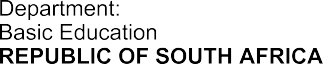 Department:
Basic Education
REPUBLIC OF SOUTH AFRICA